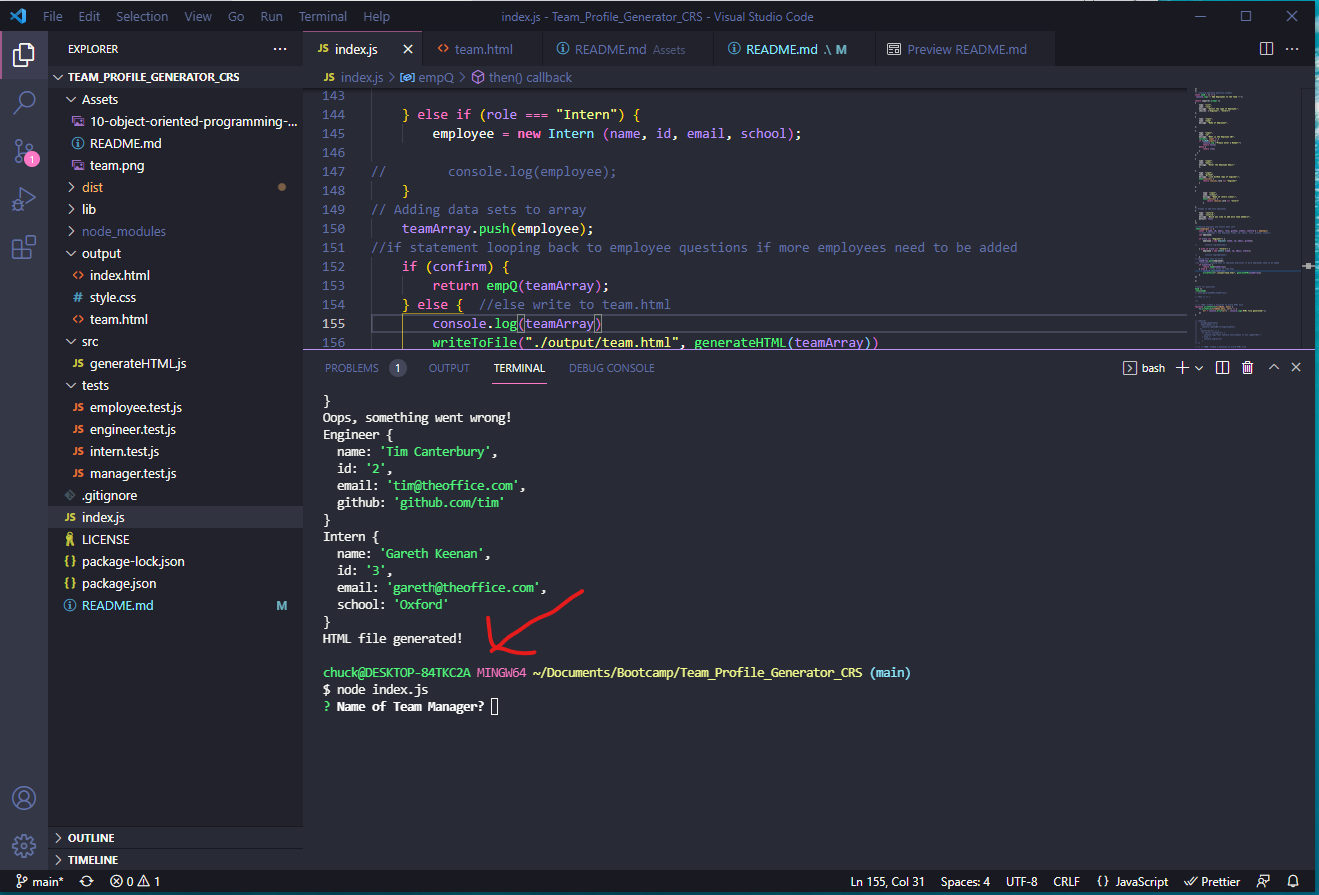 File Edit Selection View Go Run Terminal Help index.js - Team_Profile_Generator_CRS - Visual Studio Code
EXPLORER ...
JS index.js team.html README.md Assets README.md .\ M Preview README.md
TEAM_PROFILE_GENERATOR_CRS
JS index.js > empQ > then() callback
Assets
10-object-oriented-programming-...
README.md
team.png
dist
lib
node_modules
output
index.html
# style.css
team.html
src
JS generateHTML.js
tests
JS employee.test.js
JS engineer.test.js
JS intern.test.js
JS manager.test.js
.gitignore
JS index.js
LICENSE
{} package-lock.json
{} package.json
README.md M
OUTLINE
TIMELINE
1
143
144 } else if (role === "Intern") {
145 employee = new Intern (name, id, email, school);
146
147 // console.log(employee);
148 }
149 // Adding data sets to array
150 teamArray.push(employee);
151 //if statement looping back to employee questions if more employees need to be added
152 if (confirm) {
153 return empQ(teamArray);
154 } else { //else write to team.html
155 console.log(teamArray)
156 writeToFile("./output/team.html", generateHTML(teamArray))
PROBLEMS 1 OUTPUT TERMINAL DEBUG CONSOLE bash
}
Oops, something went wrong!
Engineer {
name: 'Tim Canterbury',
id: '2',
email: 'tim@theoffice.com',
github: 'github.com/tim'
}
Intern {
name: 'Gareth Keenan',
id: '3',
email: 'gareth@theoffice.com',
school: 'Oxford'
}
HTML file generated!
chuck@DESKTOP-84TKC2A MINGW64 ~/Documents/Bootcamp/Team_Profile_Generator_CRS (main)
$ node index.js
? Name of Team Manager?
main* 0 1 Ln 155, Col 31 Spaces: 4 UTF-8 CRLF {} JavaScript Prettier